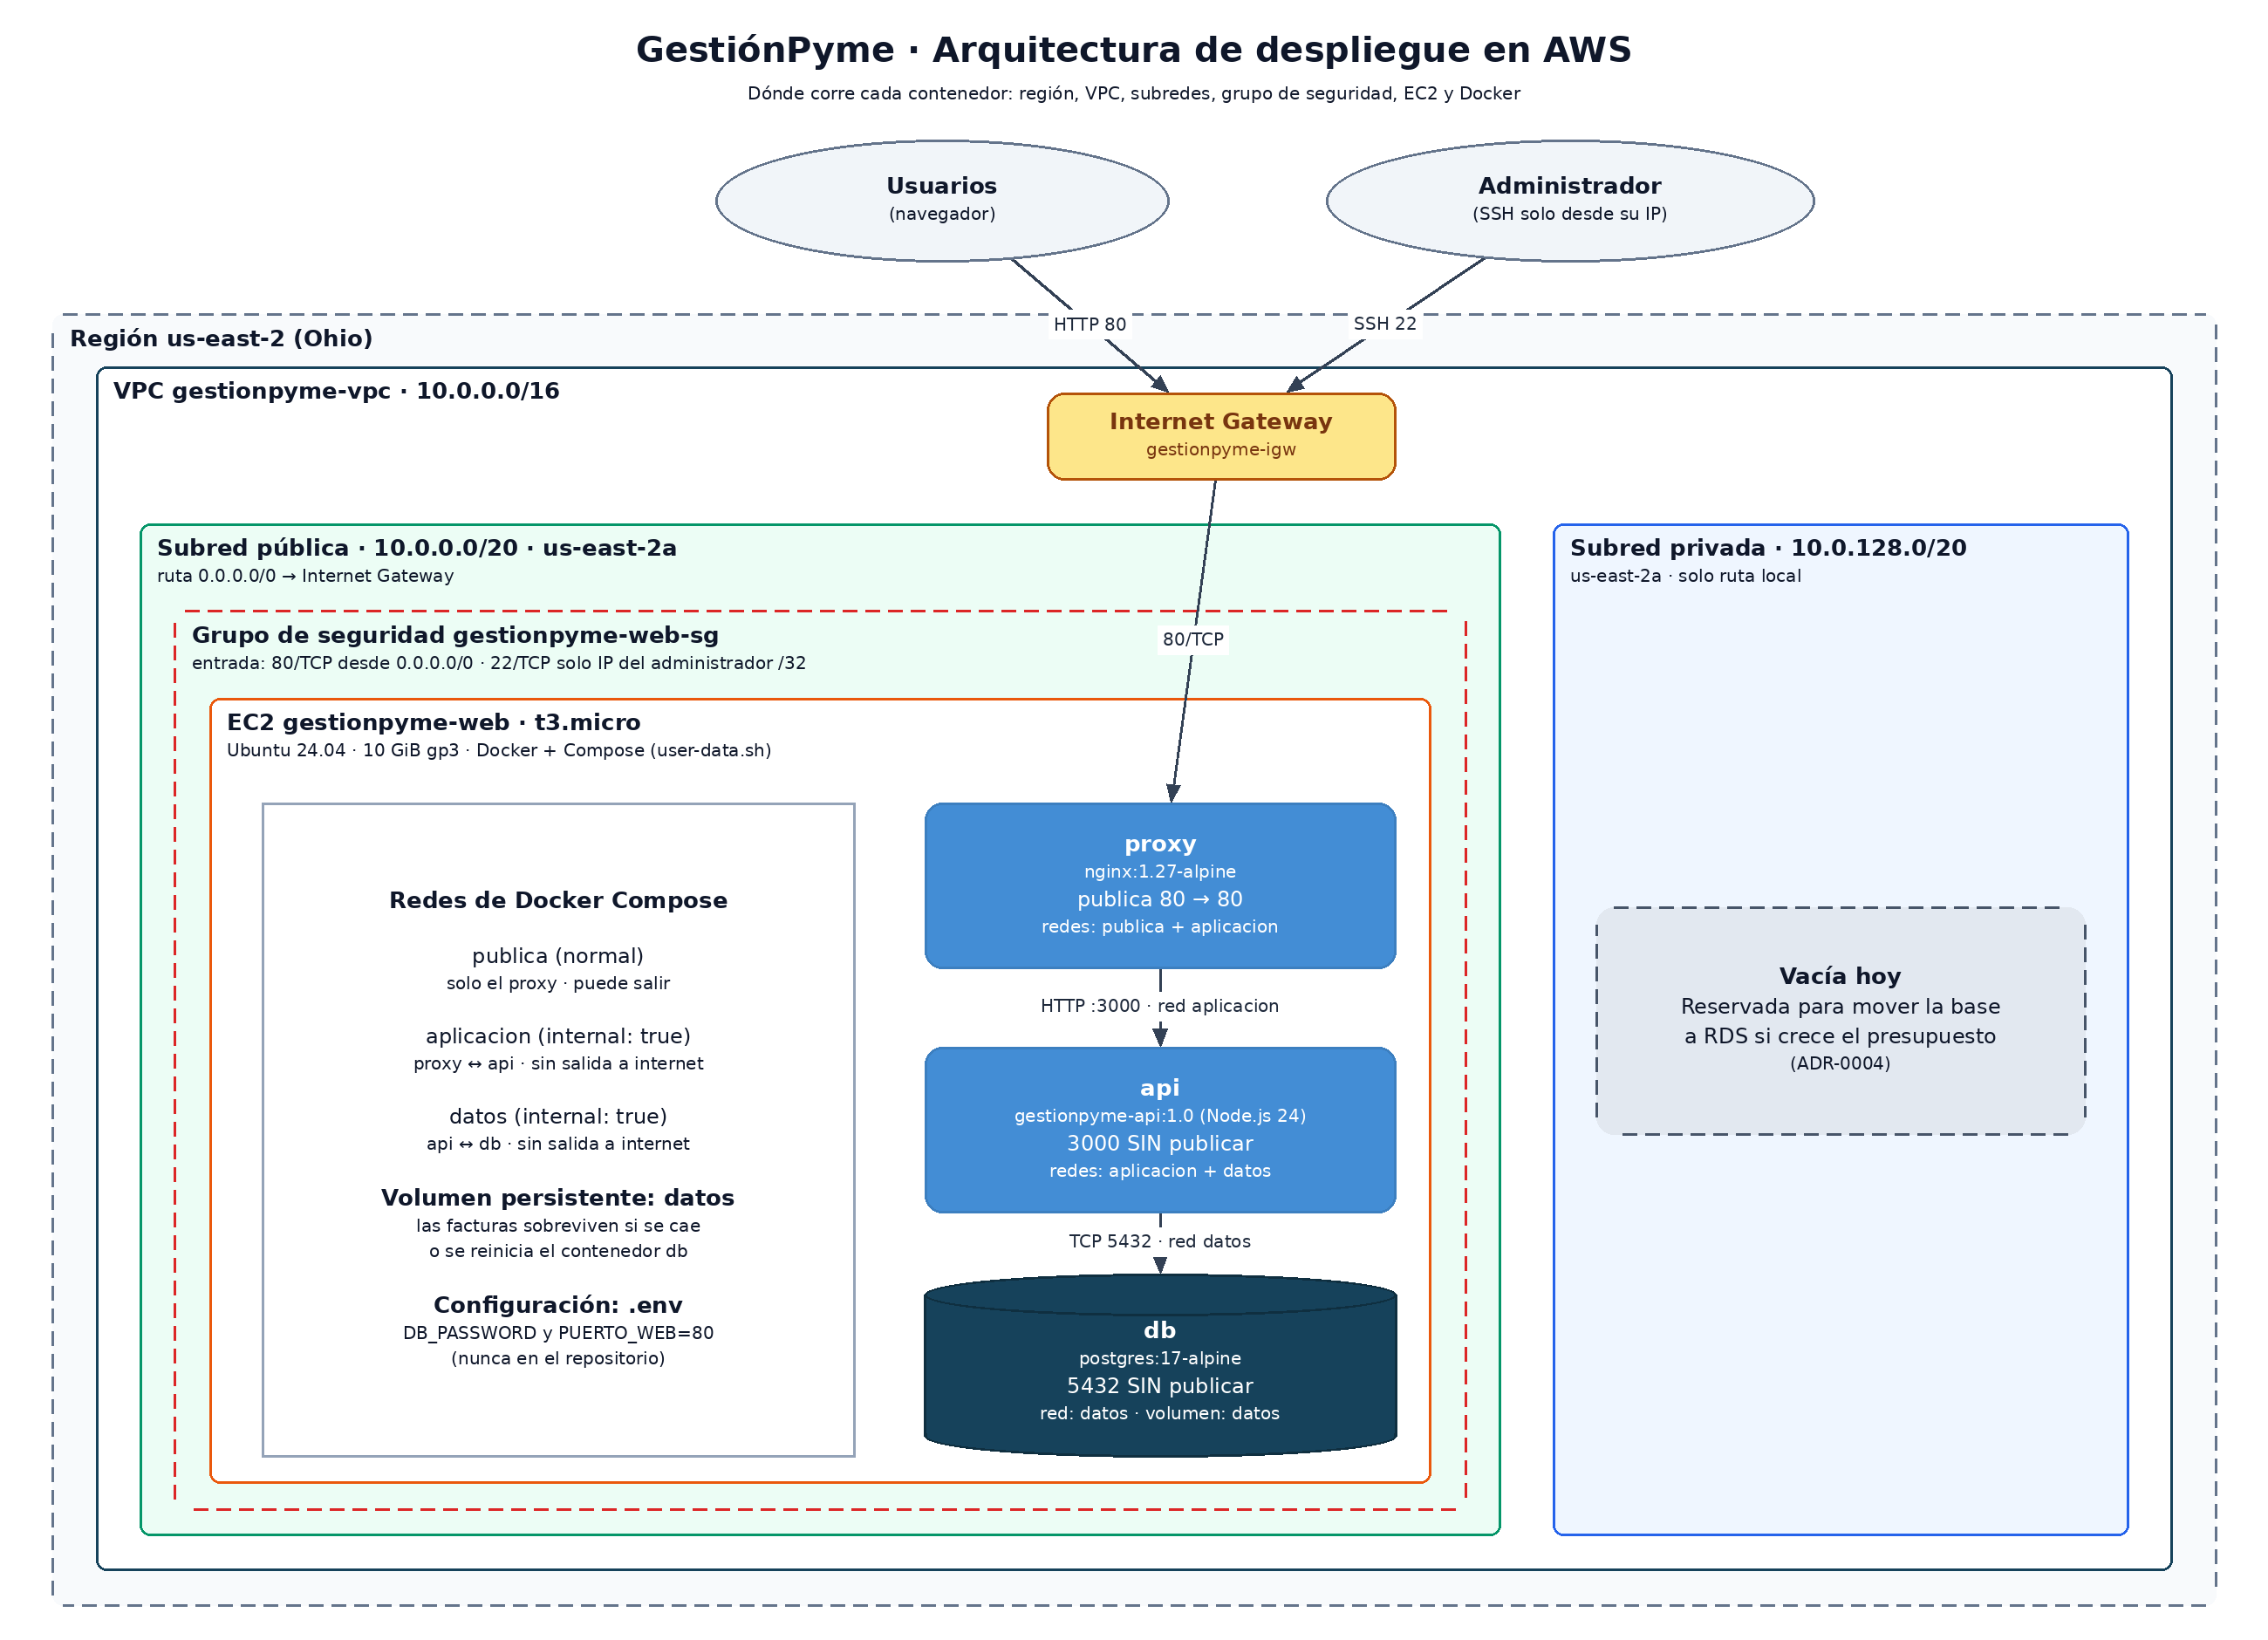 GestiónPyme · Arquitectura de despliegue en AWS
Dónde corre cada contenedor: región, VPC, subredes, grupo de seguridad, EC2 y Docker
Usuarios
(navegador)
Administrador
(SSH solo desde su IP)
HTTP 80
SSH 22
Región us-east-2 (Ohio)
VPC gestionpyme-vpc · 10.0.0.0/16
Internet Gateway
gestionpyme-igw
Subred pública · 10.0.0.0/20 · us-east-2a
ruta 0.0.0.0/0 → Internet Gateway
80/TCP
Grupo de seguridad gestionpyme-web-sg
entrada: 80/TCP desde 0.0.0.0/0 · 22/TCP solo IP del administrador /32
EC2 gestionpyme-web · t3.micro
Ubuntu 24.04 · 10 GiB gp3 · Docker + Compose (user-data.sh)
Redes de Docker Compose
publica (normal)
solo el proxy · puede salir
aplicacion (internal: true)
proxy ↔ api · sin salida a internet
datos (internal: true)
api ↔ db · sin salida a internet
Volumen persistente: datos
las facturas sobreviven si se cae
o se reinicia el contenedor db
Configuración: .env
DB_PASSWORD y PUERTO_WEB=80
(nunca en el repositorio)
proxy
nginx:1.27-alpine
publica 80 → 80
redes: publica + aplicacion
HTTP :3000 · red aplicacion
api
gestionpyme-api:1.0 (Node.js 24)
3000 SIN publicar
redes: aplicacion + datos
TCP 5432 · red datos
db
postgres:17-alpine
5432 SIN publicar
red: datos · volumen: datos
Subred privada · 10.0.128.0/20
us-east-2a · solo ruta local
Vacía hoy
Reservada para mover la base
a RDS si crece el presupuesto
(ADR-0004)